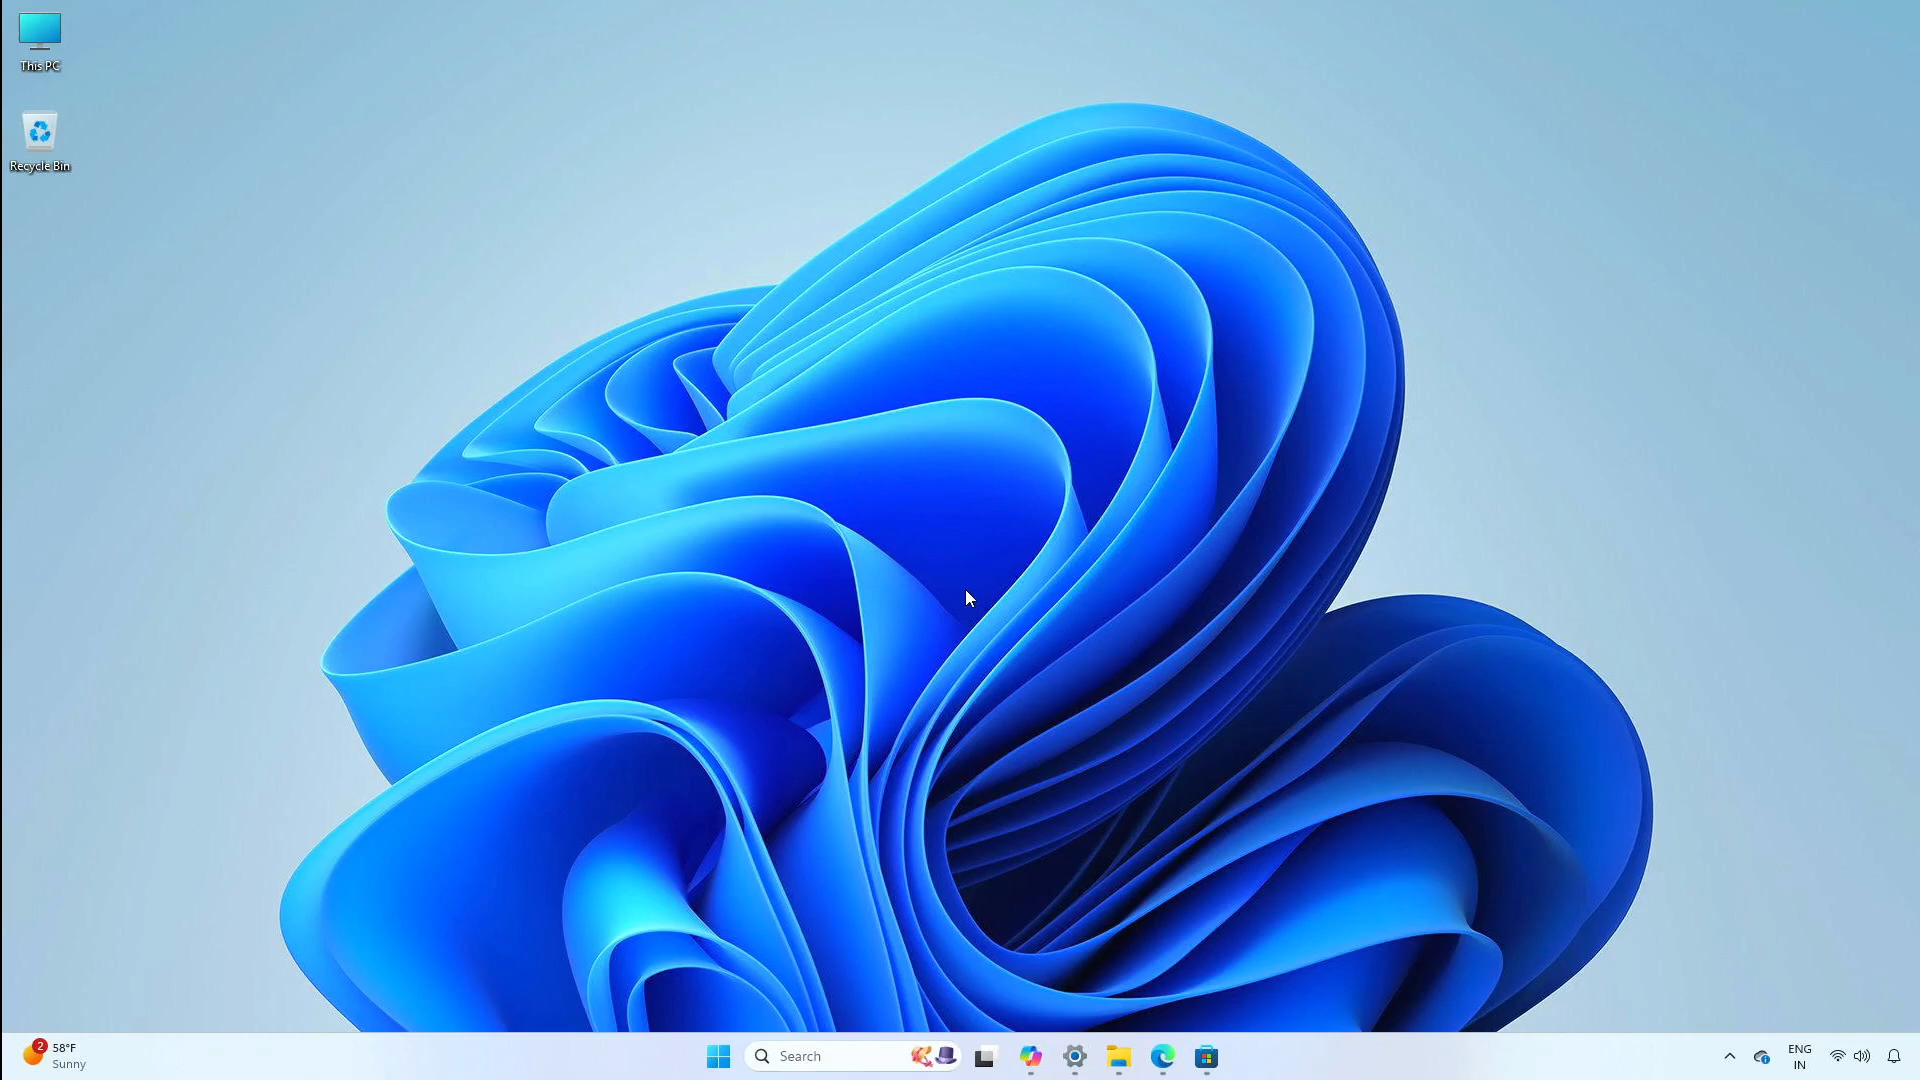 This PC
Recycle Bin
2
58°F
Sunny
Search
ENG
IN